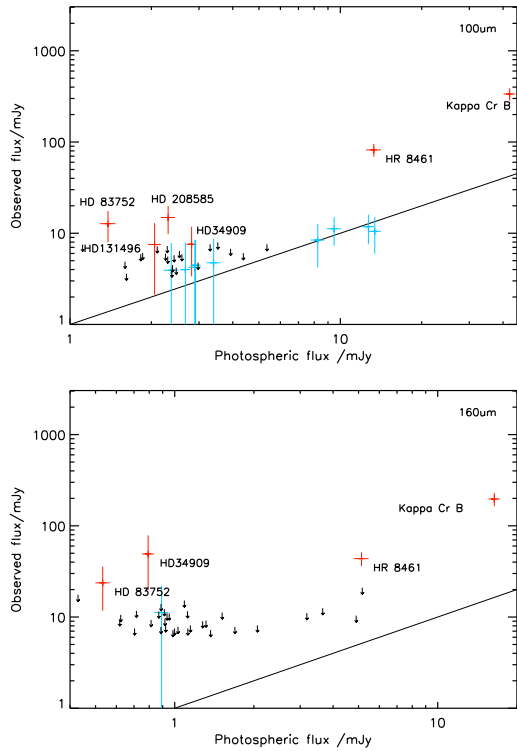 100um
1000
100
10
1
Observed flux/mJy
Kappa Cr B
HR 8461
HD 83752
HD 208585
HD131496
HD34909
1
10
Photospheric flux /mJy
160um
1000
100
10
1
Observed flux/mJy
Kappa Cr B
HD34909
HR 8461
HD 83752
1
10
Photospheric flux /mJy